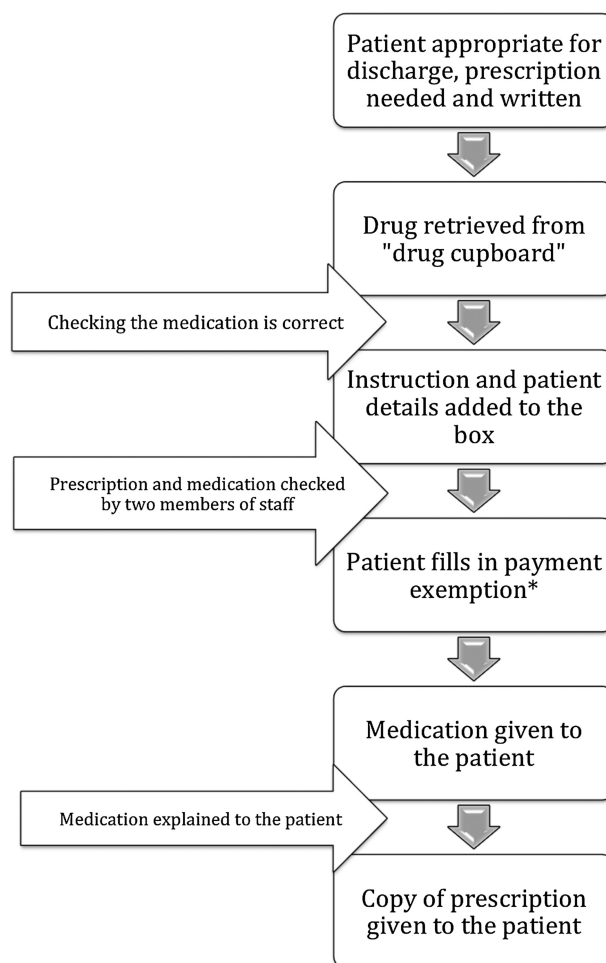 Patient appropriate for
discharge, prescription
needed and written
Drug retrieved from
"drug cupboard"
Checking the medication is correct
Instruction and patient
details added to the
box
Prescription and medication checked
by two members of staff
Patient fills in payment
exemption*
Medication given to
the patient
Medication explained to the patient
Copy of prescription
given to the patient